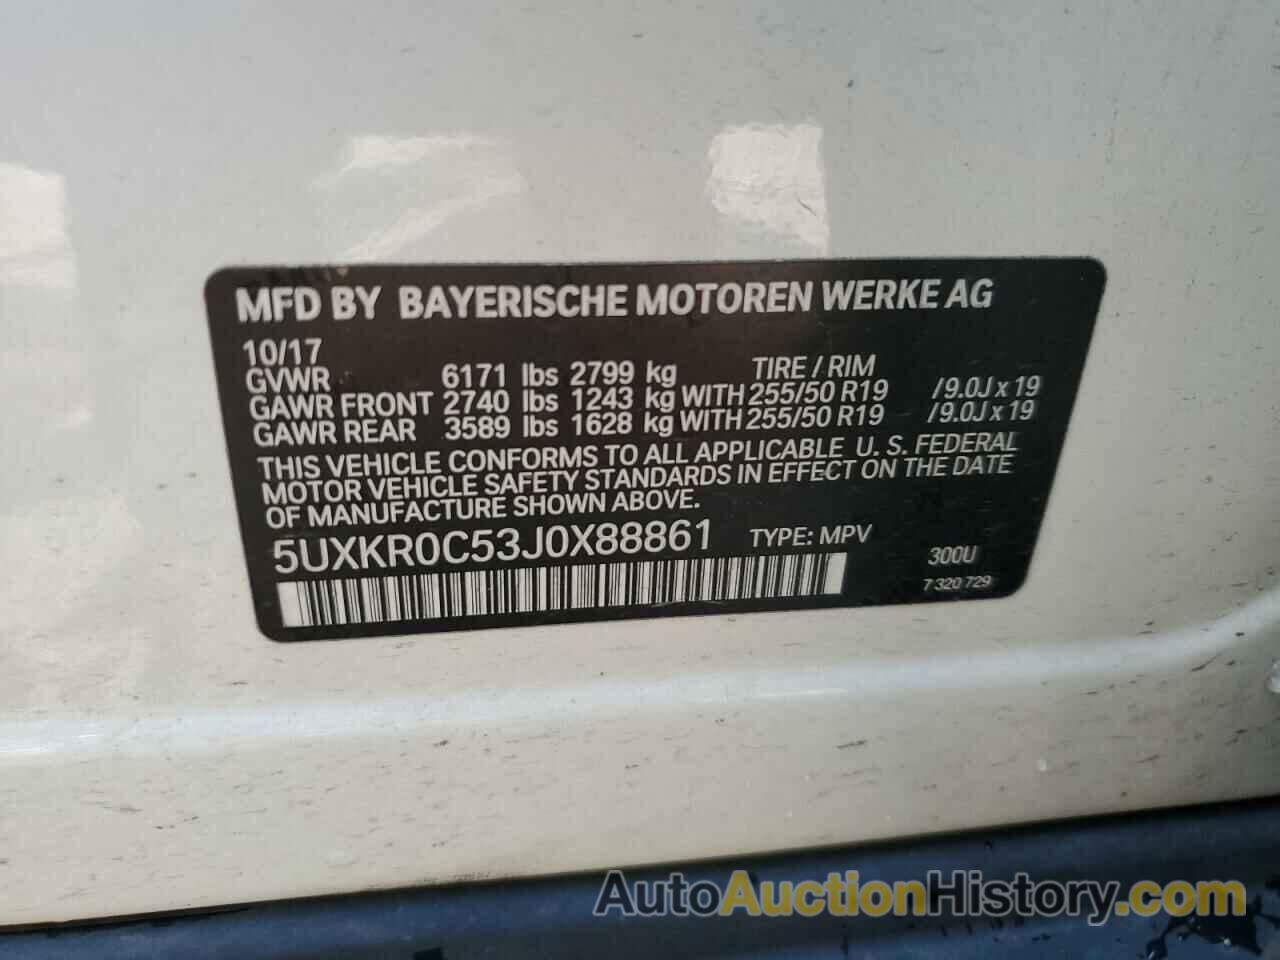 MFD BY BAYERISCHE MOTOREN WERKE AG
10/17 TIRE / RIM
GVWR 6171 lbs 2799 kg
GAWR FRONT 2740 lbs 1243 kg WITH 255/50 R19 /9.0J x 19
GAWR REAR 3589 lbs 1628 kg WITH 255/50 R19 /9.0J x 19
THIS VEHICLE CONFORMS TO ALL APPLICABLE U. S. FEDERAL
MOTOR VEHICLE SAFETY STANDARDS IN EFFECT ON THE DATE
OF MANUFACTURE SHOWN ABOVE.
5UXKR0C53J0X88861 TYPE: MPV
300U
7 320 729
AutoAuctionHistory.com